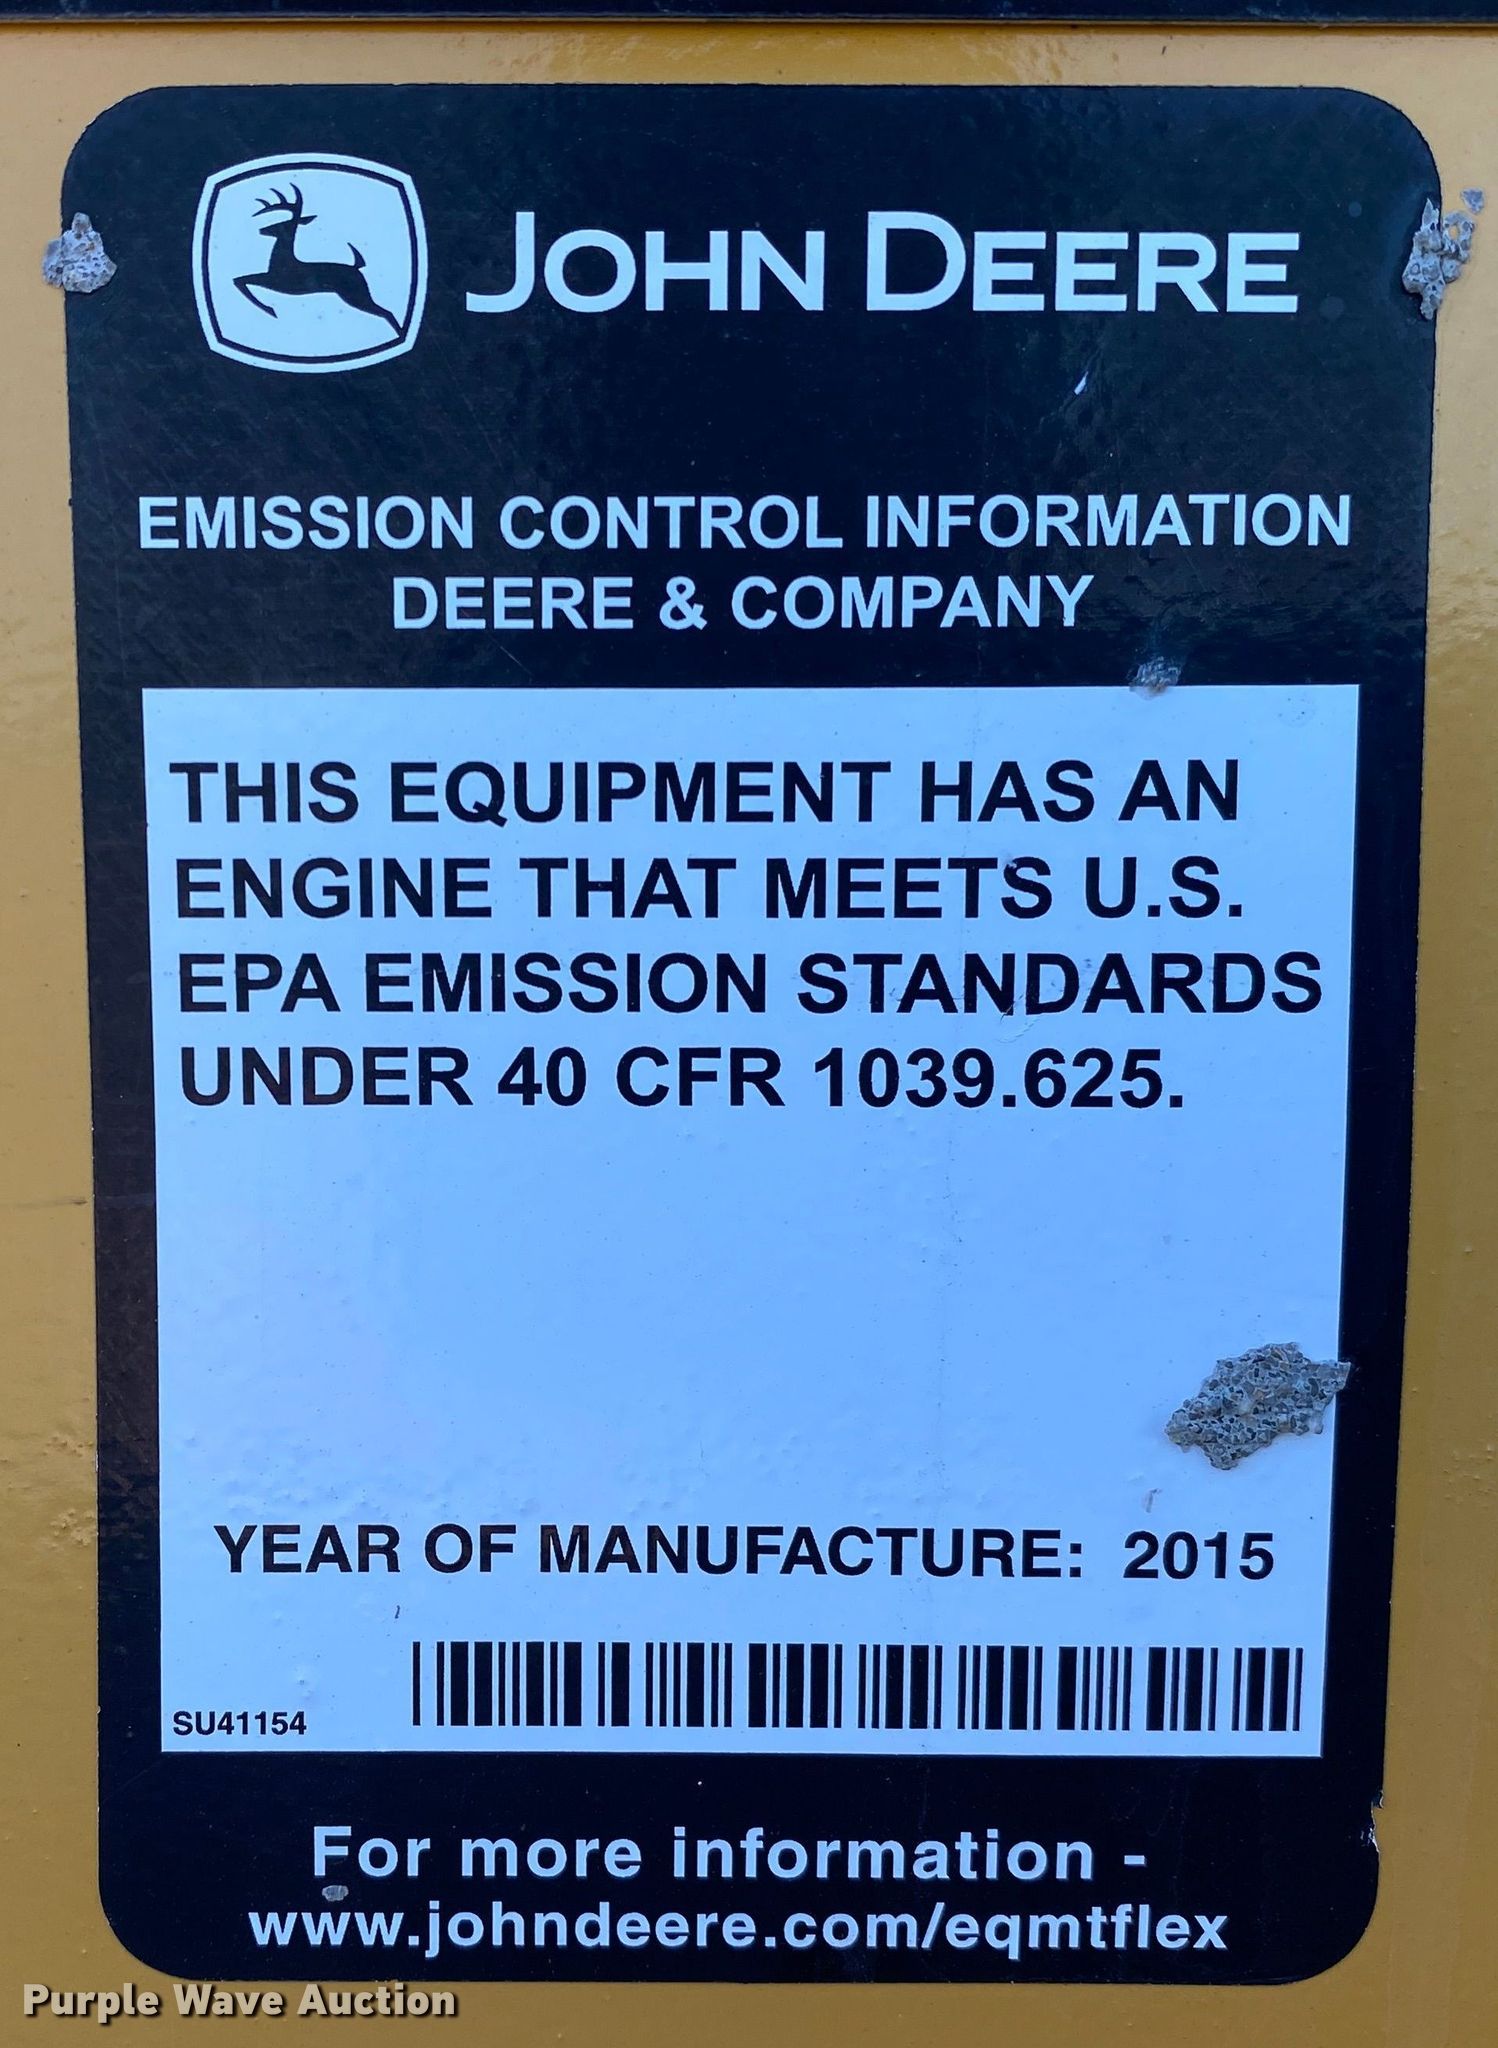 JOHN DEERE
EMISSION CONTROL INFORMATION
DEERE & COMPANY
THIS EQUIPMENT HAS AN
ENGINE THAT MEETS U.S.
EPA EMISSION STANDARDS
UNDER 40 CFR 1039.625.
YEAR OF MANUFACTURE: 2015
SU41154
For more information -
www.johndeere.com/eqmtflex
Purple Wave Auction